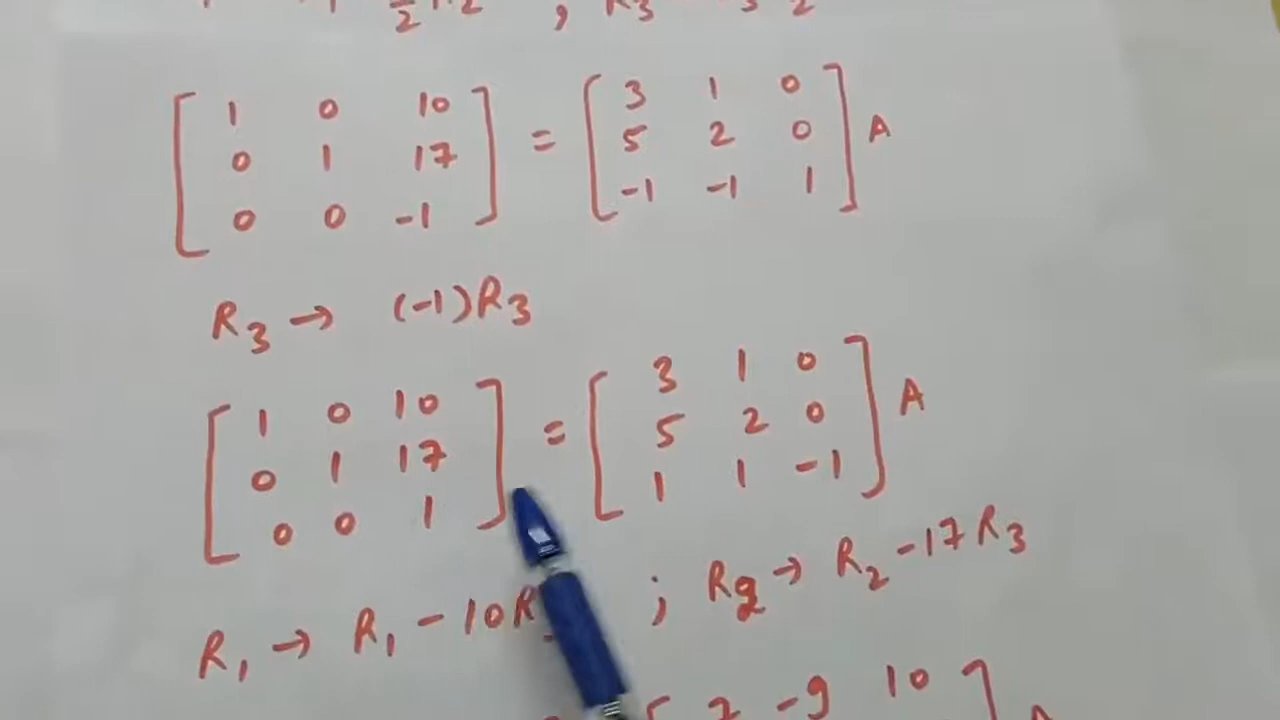 [ 1 0 10 ] = [ 3 1 0 ] A
[ 0 1 17 ] [ 5 2 0 ]
[ 0 0 -1 ] [ -1 -1 1 ]
R3 → (-1)R3
[ 1 0 10 ] = [ 3 1 0 ] A
[ 0 1 17 ] [ 5 2 0 ]
[ 0 0 1 ] [ 1 1 -1 ]
R1 → R1 - 10R ; R2 → R2 - 17R3
-9 10 ]